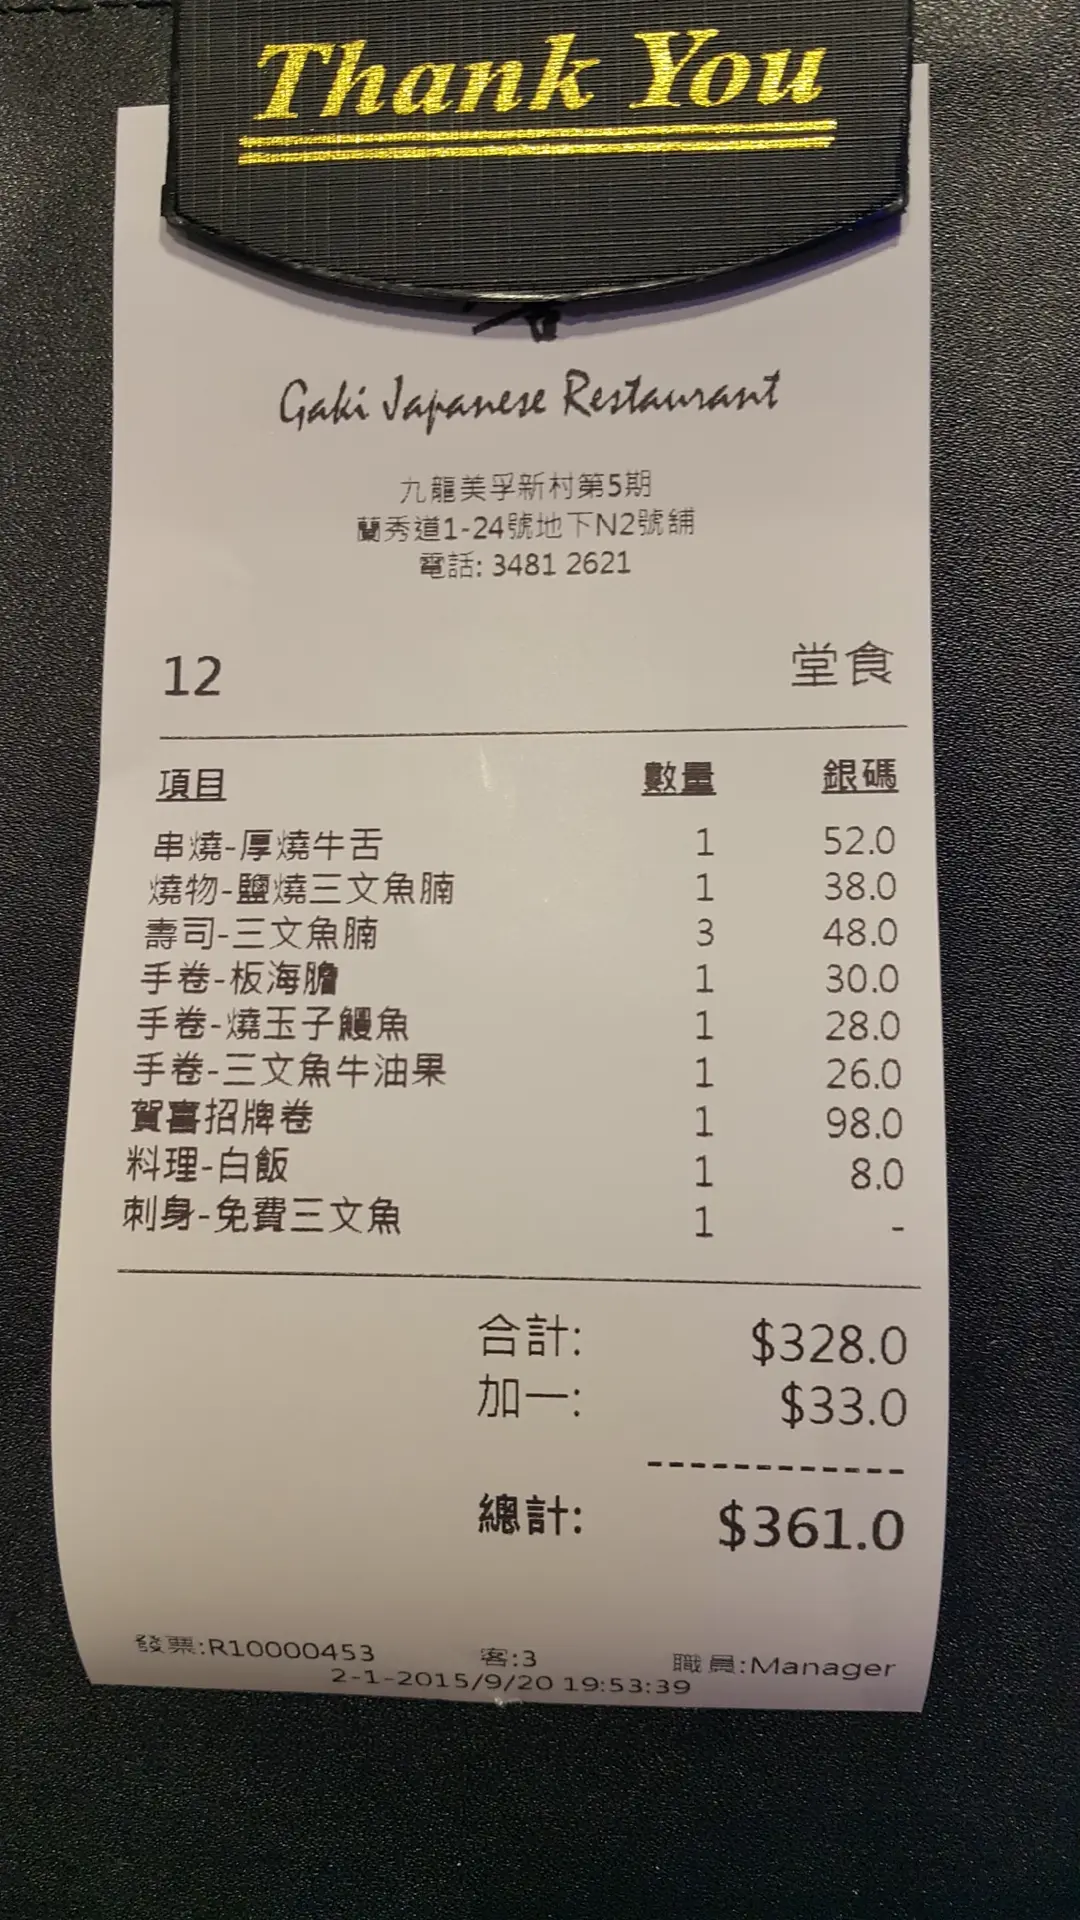 Thank You
Gaki Japanese Restaurant
九龍美孚新村第5期
蘭秀道1-24號地下N2號舖
電話: 3481 2621
12 堂食
項目 數量 銀碼
串燒-厚燒牛舌 1 52.0
燒物-鹽燒三文魚腩 1 38.0
壽司-三文魚腩 3 48.0
手卷-板海膽 1 30.0
手卷-燒玉子鰻魚 1 28.0
手卷-三文魚牛油果 1 26.0
賀喜招牌卷 1 98.0
料理-白飯 1 8.0
刺身-免費三文魚 1 -
合計: $328.0
加一: $33.0
------------
總計: $361.0
發票:R10000453 客:3 職員:Manager
2-1-2015/9/20 19:53:39